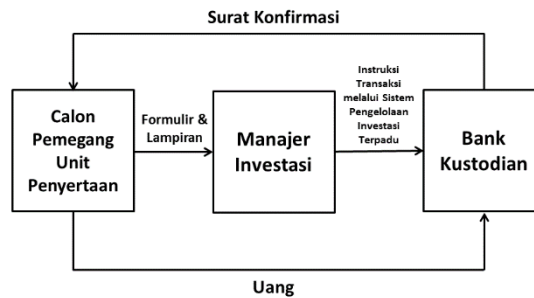 Surat Konfirmasi
Calon
Pemegang
Unit
Penyertaan
Formulir &
Lampiran
Manajer
Investasi
Instruksi
Transaksi
melalui Sistem
Pengelolaan
Investasi
Terpadu
Bank
Kustodian
Uang